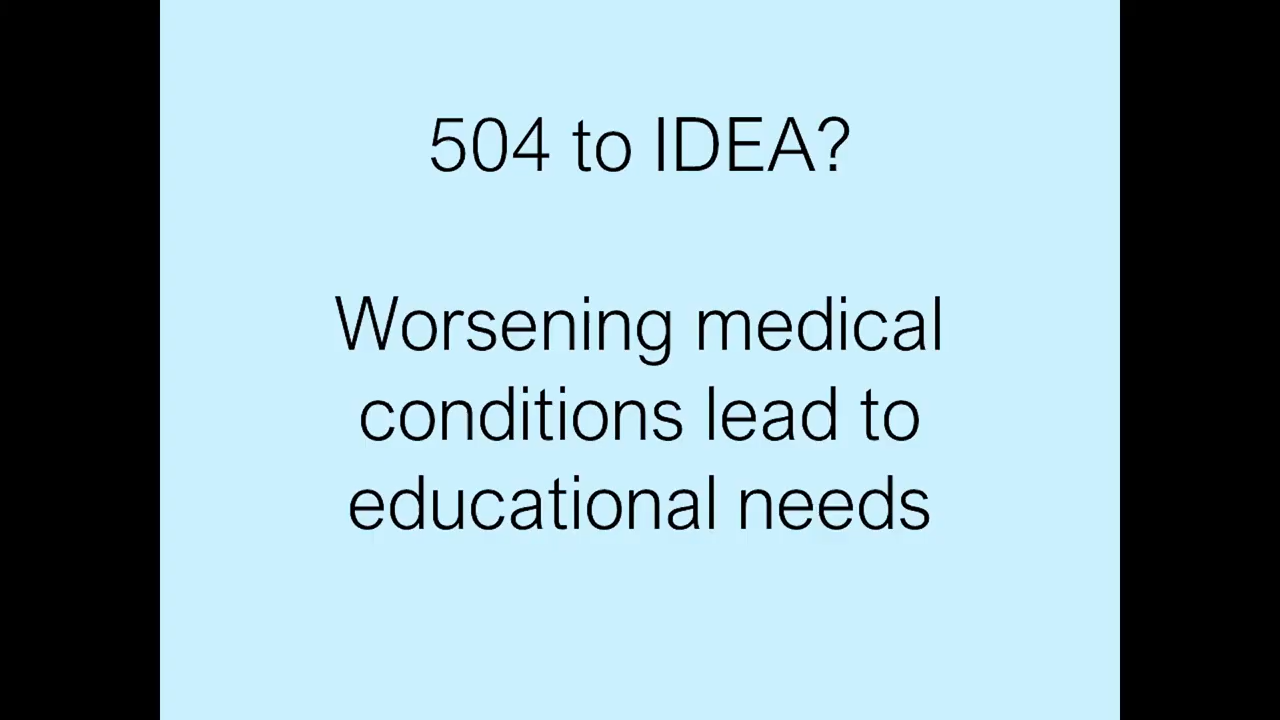 504 to IDEA?
Worsening medical
conditions lead to
educational needs